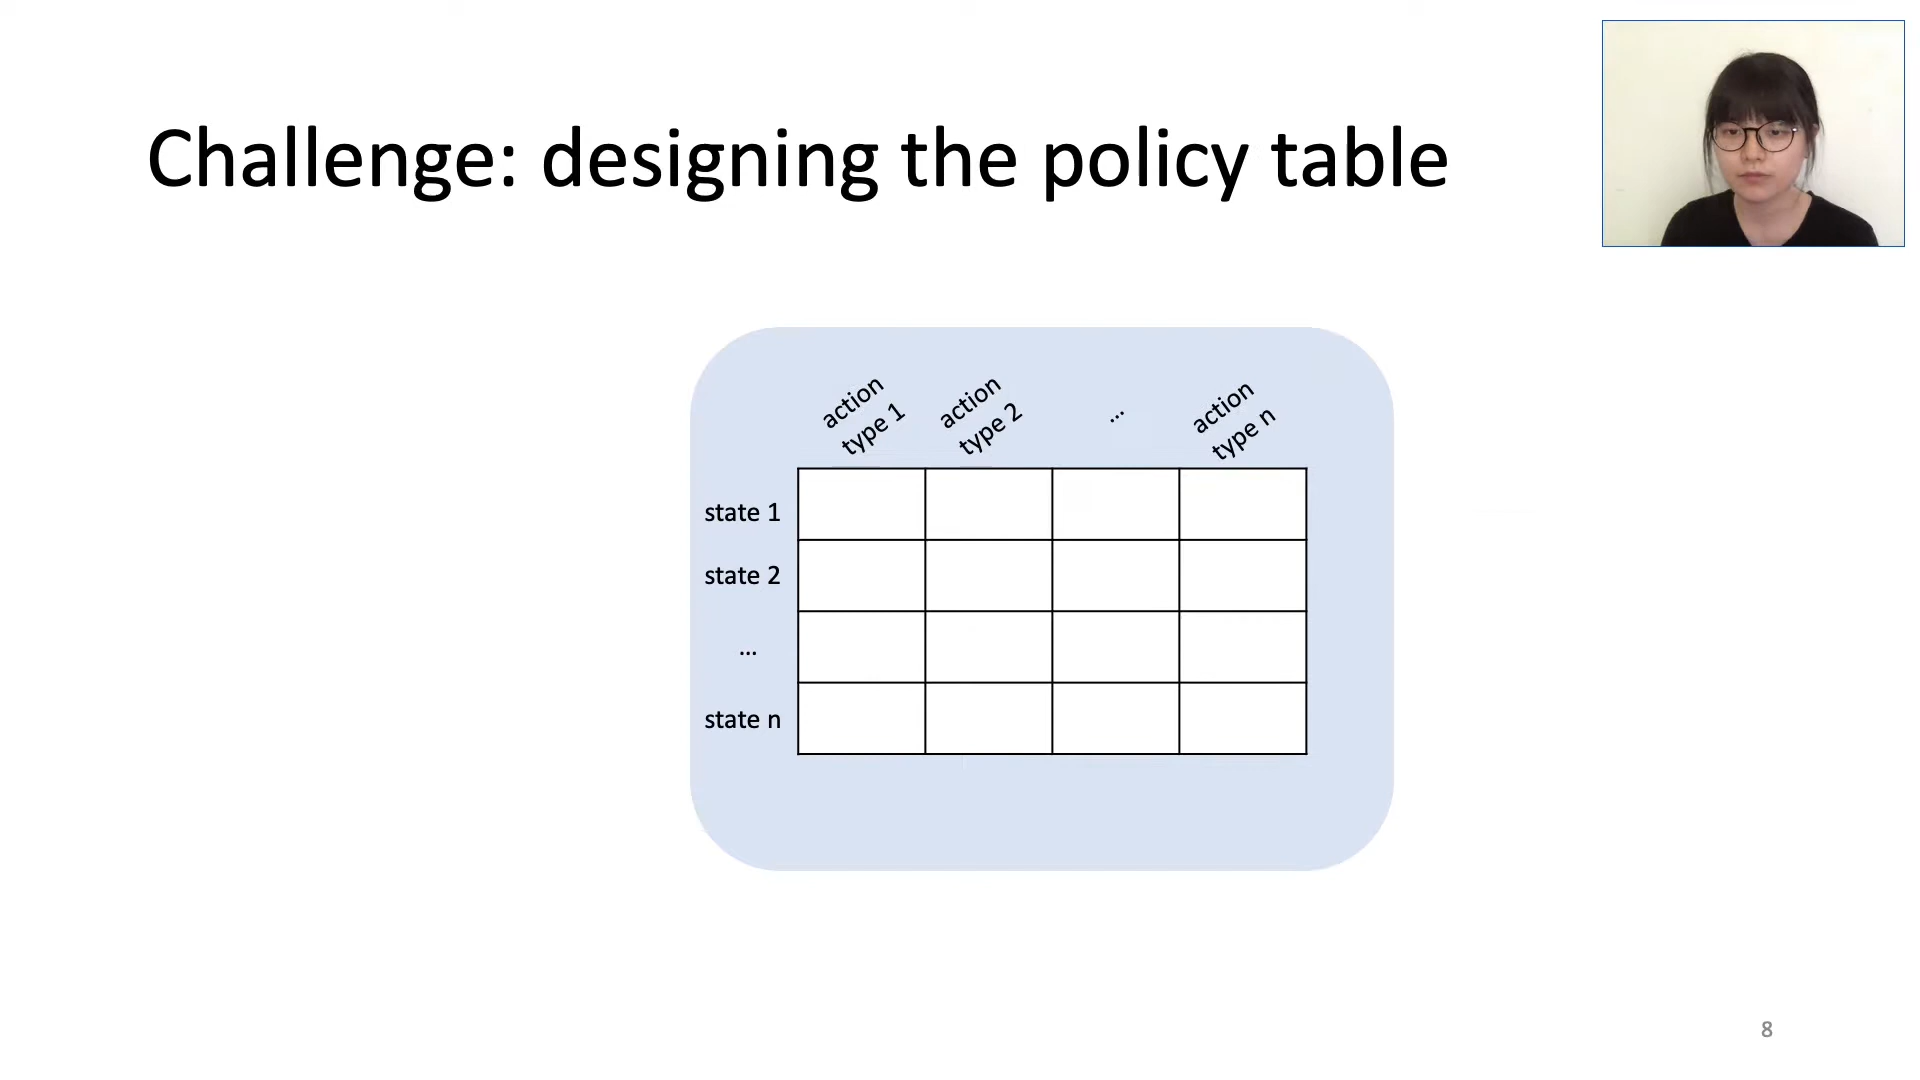 Challenge: designing the policy table
action
type 1
action
type 2
...
action
type n
state 1
state 2
...
state n
8